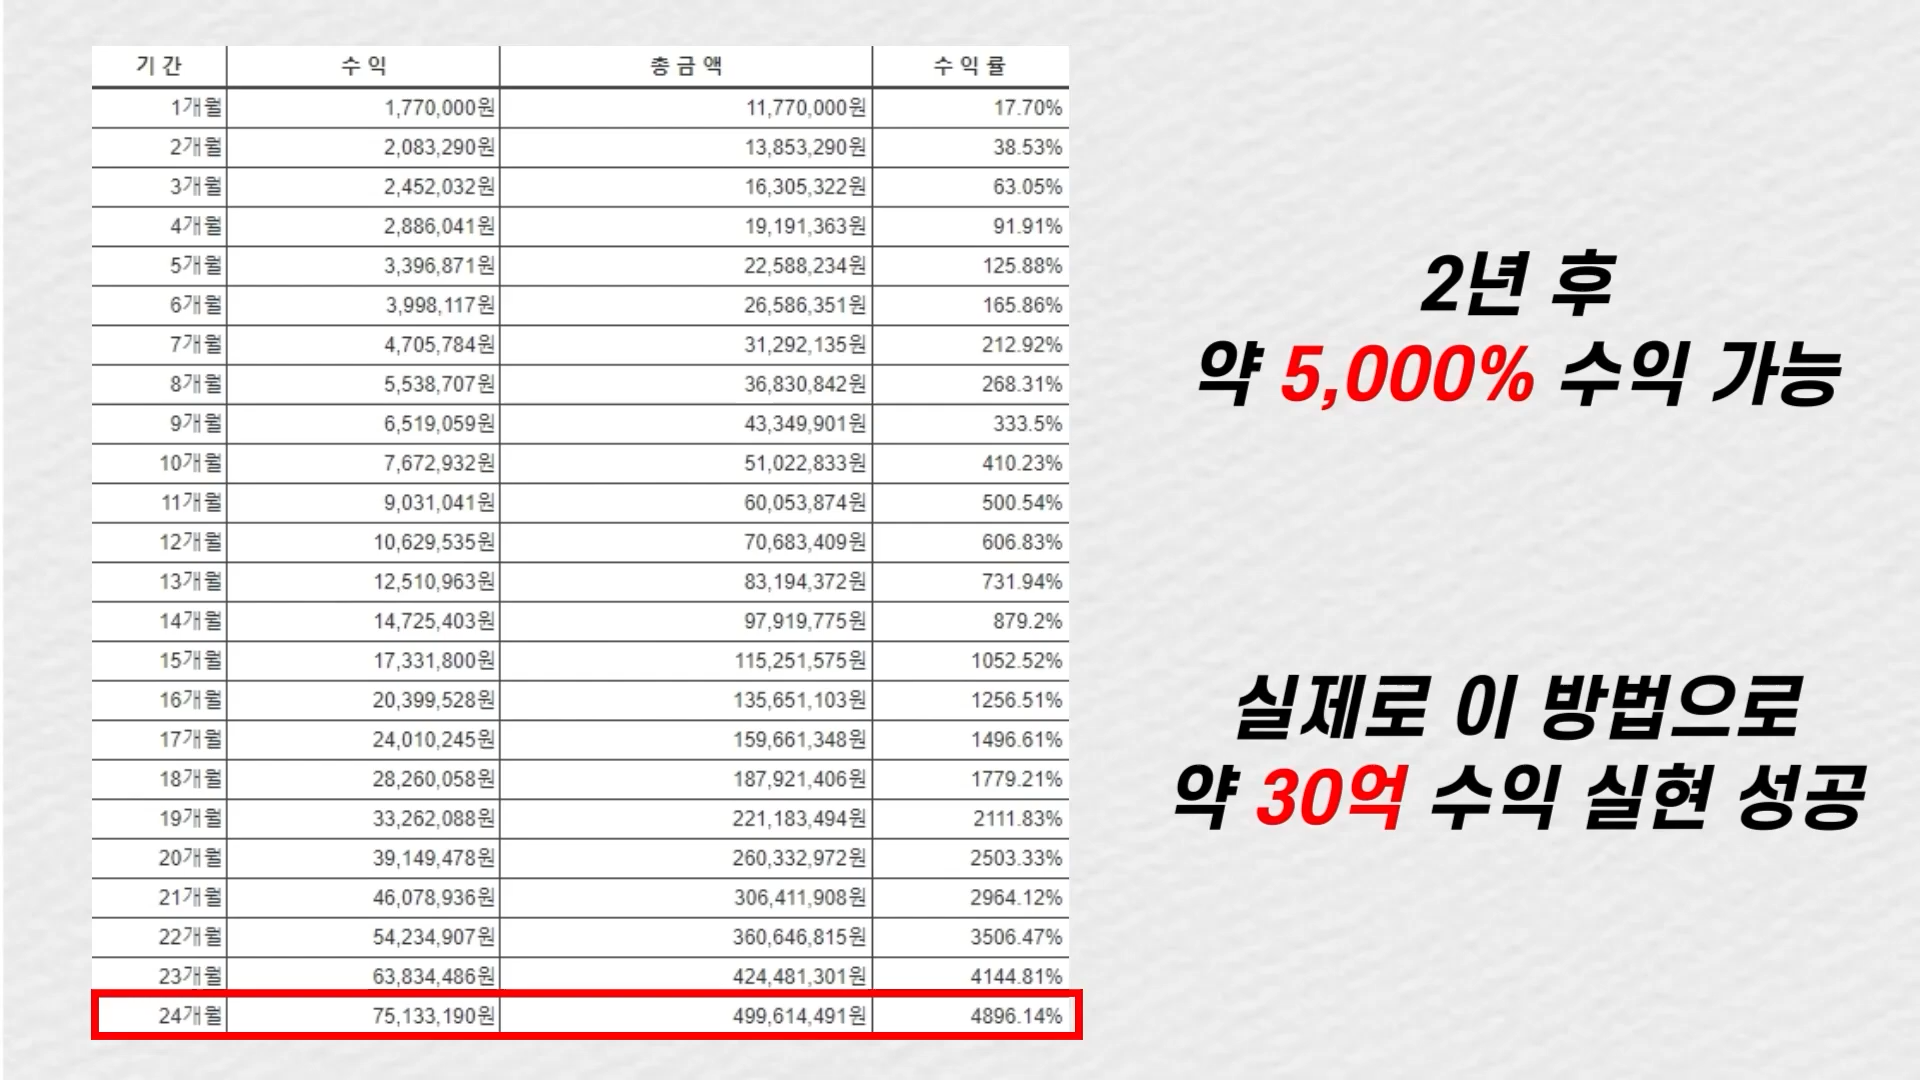 기 간 수 익 총 금 액 수 익 률
1개월 1,770,000원 11,770,000원 17.70%
2개월 2,083,290원 13,853,290원 38.53%
3개월 2,452,032원 16,305,322원 63.05%
4개월 2,886,041원 19,191,363원 91.91%
5개월 3,396,871원 22,588,234원 125.88%
6개월 3,998,117원 26,586,351원 165.86%
7개월 4,705,784원 31,292,135원 212.92%
8개월 5,538,707원 36,830,842원 268.31%
9개월 6,519,059원 43,349,901원 333.5%
10개월 7,672,932원 51,022,833원 410.23%
11개월 9,031,041원 60,053,874원 500.54%
12개월 10,629,535원 70,683,409원 606.83%
13개월 12,510,963원 83,194,372원 731.94%
14개월 14,725,403원 97,919,775원 879.2%
15개월 17,331,800원 115,251,575원 1052.52%
16개월 20,399,528원 135,651,103원 1256.51%
17개월 24,010,245원 159,661,348원 1496.61%
18개월 28,260,058원 187,921,406원 1779.21%
19개월 33,262,088원 221,183,494원 2111.83%
20개월 39,149,478원 260,332,972원 2503.33%
21개월 46,078,936원 306,411,908원 2964.12%
22개월 54,234,907원 360,646,815원 3506.47%
23개월 63,834,486원 424,481,301원 4144.81%
24개월 75,133,190원 499,614,491원 4896.14%
2년 후
약 5,000% 수익 가능
실제로 이 방법으로
약 30억 수익 실현 성공